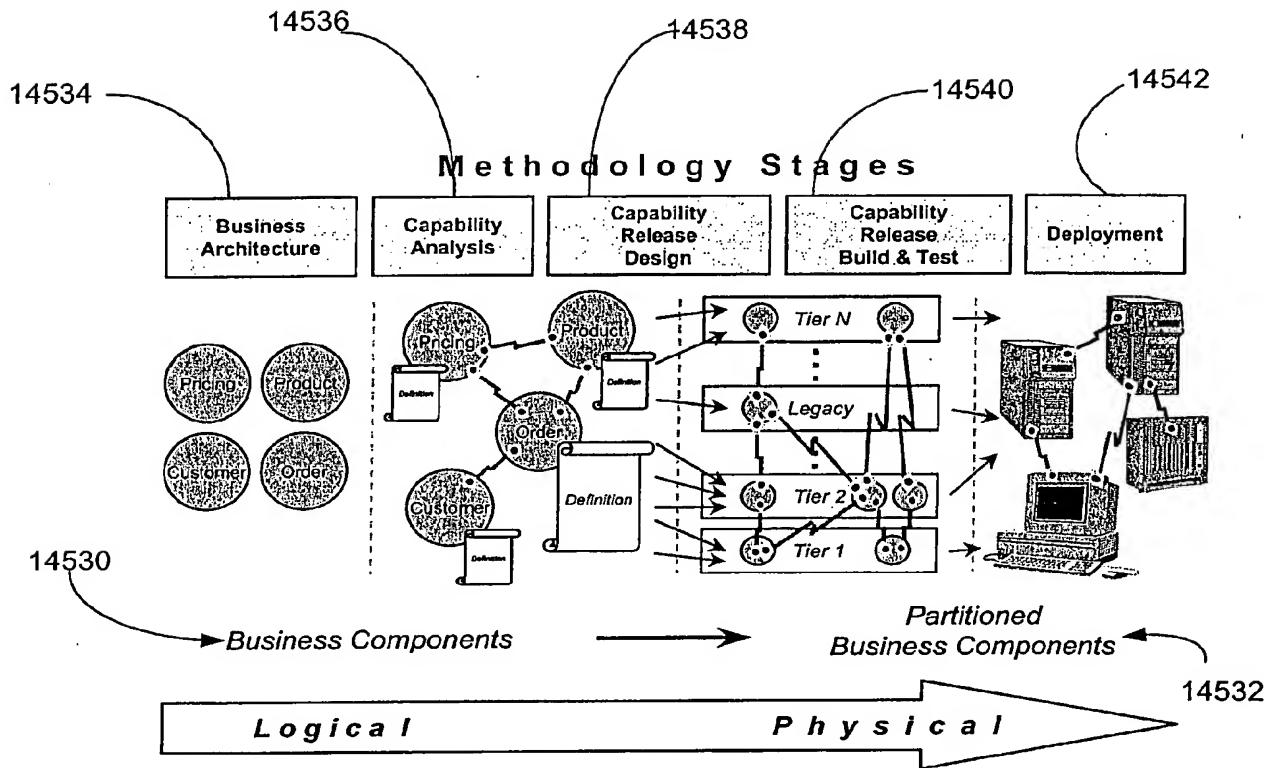 14536
14538
14534
14540
14542
Methodology Stages
Business
Architecture
Capability
Analysis
Capability
Release
Design
Capability
Release
Build & Test
Deployment
Pricing
Product
Customer
Order
Pricing
Product
Definition
Definition
Order
Customer
Definition
Definition
Tier N
Legacy
Tier 2
Tier 1
14530
Business Components
Partitioned
Business Components
14532
Logical
Physical